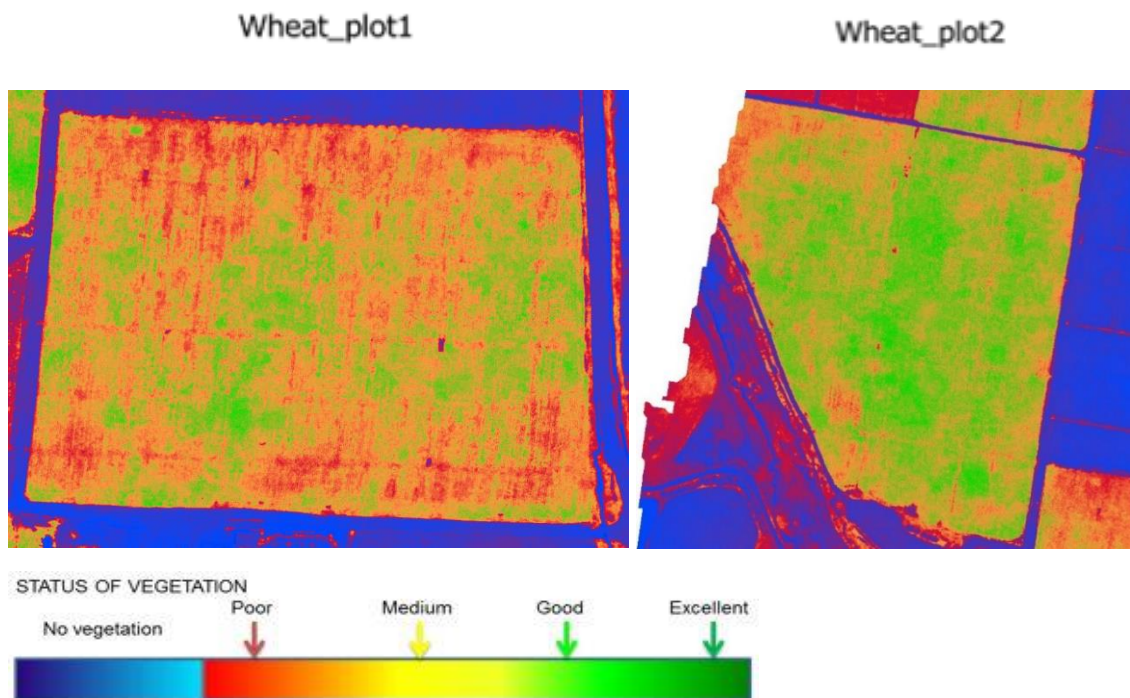 Wheat_plot1
Wheat_plot2
STATUS OF VEGETATION
No vegetation
Poor
Medium
Good
Excellent